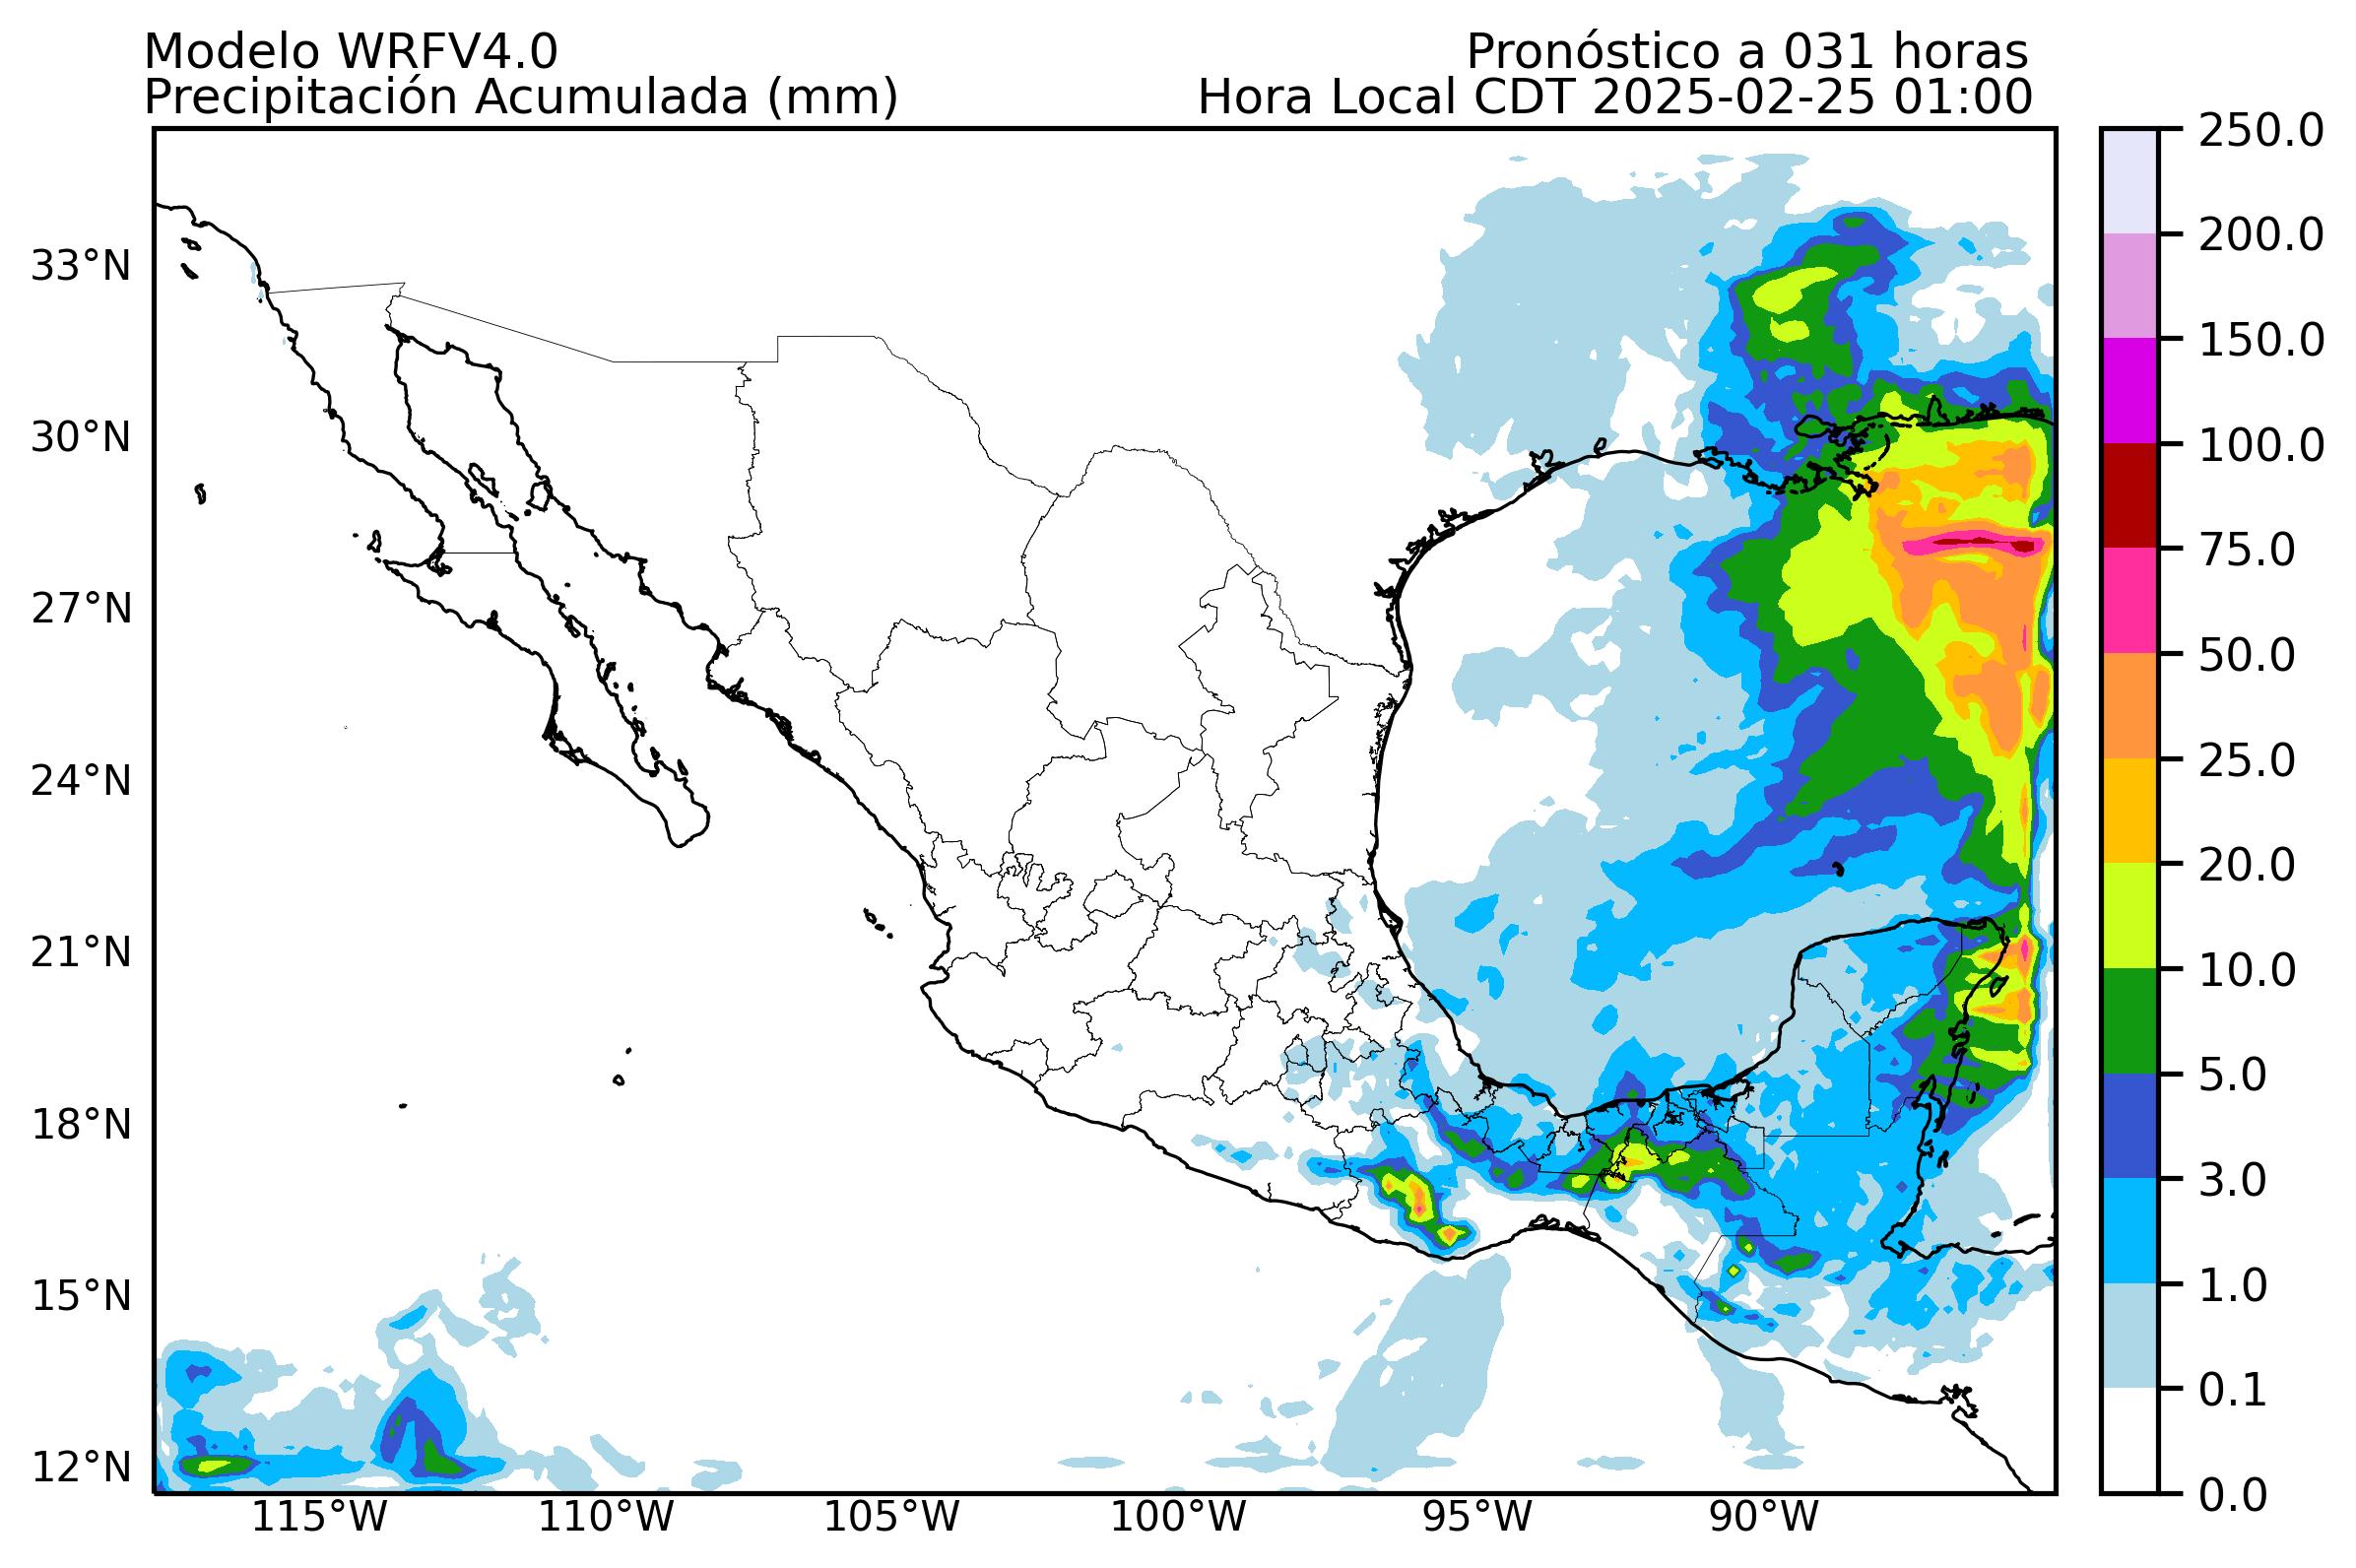 Modelo WRFV4.0
Pronóstico a 031 horas
Precipitación Acumulada (mm)
Hora Local CDT 2025-02-25 01:00
33°N
30°N
27°N
24°N
21°N
18°N
15°N
12°N
115°W
110°W
105°W
100°W
95°W
90°W
250.0
200.0
150.0
100.0
75.0
50.0
25.0
20.0
10.0
5.0
3.0
1.0
0.1
0.0